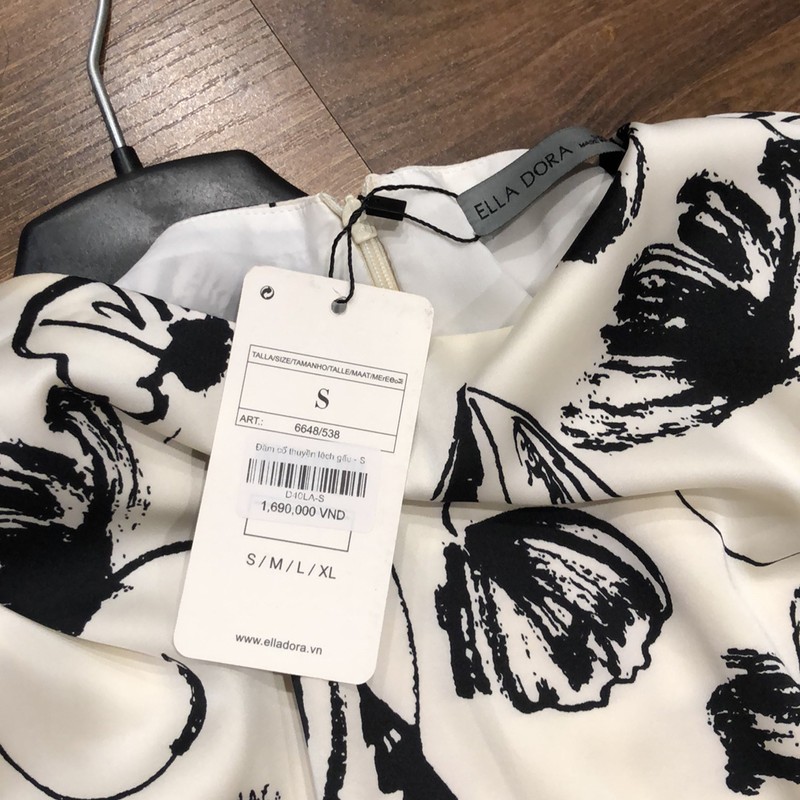 ELLA DORA
TALLA/SIZE/TAMANHO/TALLE/MAAT/
S
ART.: 6648/538
Đầm cổ thuyền lệch gấu - S
D40LA-S
1,690,000 VND
S / M / L / XL
www.elladora.vn